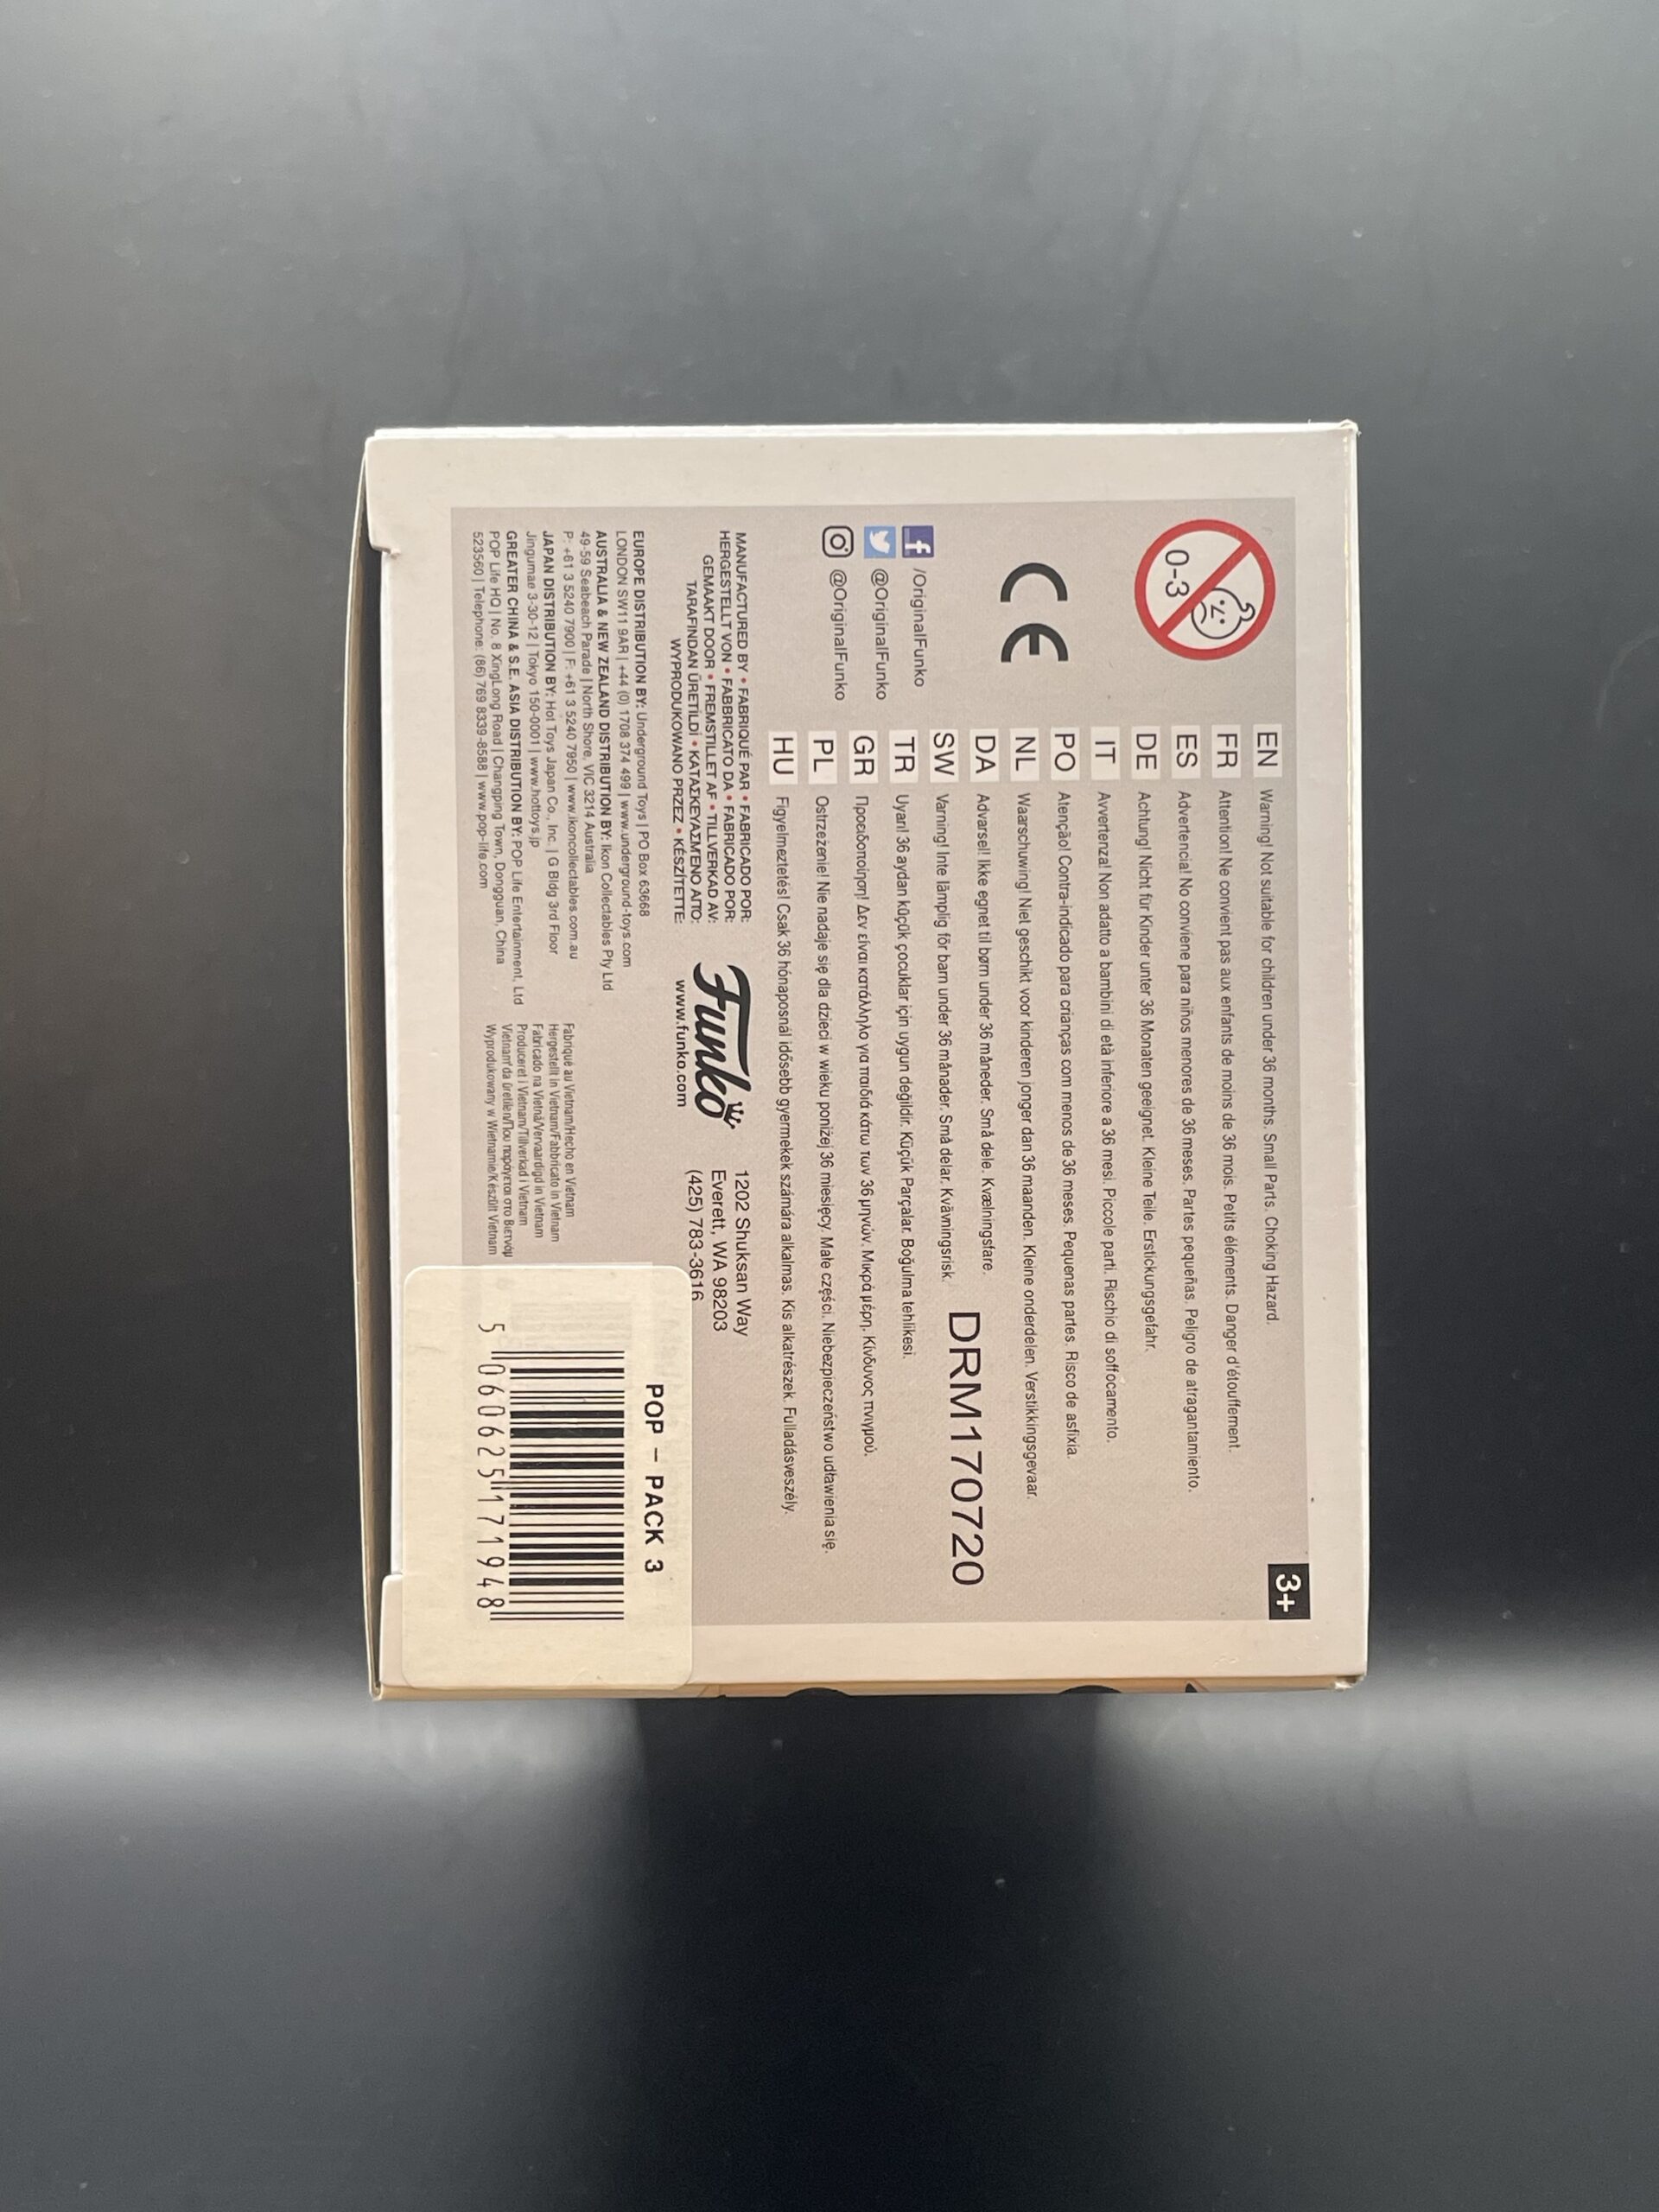 0-3
3+
EN Warning! Not suitable for children under 36 months. Small Parts. Choking Hazard.
FR Attention! Ne convient pas aux enfants de moins de 36 mois. Petits éléments. Danger d'étouffement.
ES Advertencia! No conviene para niños menores de 36 meses. Partes pequeñas. Peligro de atragantamiento.
DE Achtung! Nicht für Kinder unter 36 Monaten geeignet. Kleine Teile. Erstickungsgefahr.
IT Avvertenza! Non adatto a bambini di età inferiore a 36 mesi. Piccole parti. Rischio di soffocamento.
PO Atenção! Contra-indicado para crianças com menos de 36 meses. Pequenas partes. Risco de asfixia.
NL Waarschuwing! Niet geschikt voor kinderen jonger dan 36 maanden. Kleine onderdelen. Verstikkingsgevaar.
DA Advarsel! Ikke egnet til børn under 36 måneder. Små dele. Kvælningsfare.
SW Varning! Inte lämplig för barn under 36 månader. Små delar. Kvävningsrisk.
TR Uyarı! 36 aydan küçük çocuklar için uygun değildir. Küçük Parçalar. Boğulma tehlikesi.
GR Προειδοποίηση! Δεν είναι κατάλληλο για παιδιά κάτω των 36 μηνών. Μικρά μέρη. Κίνδυνος πνιγμού.
PL Ostrzeżenie! Nie nadaje się dla dzieci w wieku poniżej 36 miesięcy. Małe części. Niebezpieczeństwo udławienia się.
HU Figyelmeztetés! Csak 36 hónaposnál idősebb gyermekek számára alkalmas. Kis alkatrészek. Fulladásveszély.
DRM170720
CE
/OriginalFunko
@OriginalFunko
@OriginalFunko
MANUFACTURED BY • FABRIQUÉ PAR • FABRICADO POR:
HERGESTELLT VON • FABBRICATO DA • FABRICADO POR:
GEMAAKT DOOR • FREMSTILLET AF • TILLVERKAD AV:
TARAFINDAN ÜRETİLDİ • ΚΑΤΑΣΚΕΥΑΣΜΕΝΟ ΑΠΟ:
WYPRODUKOWANO PRZEZ • KÉSZÍTETTE:
Funko
www.funko.com
1202 Shuksan Way
Everett, WA 98203
(425) 783-3616
EUROPE DISTRIBUTION BY: Underground Toys | PO Box 63668
LONDON SW11 9AR | +44 (0) 1708 374 499 | www.underground-toys.com
AUSTRALIA & NEW ZEALAND DISTRIBUTION BY: Ikon Collectables Pty Ltd
49-59 Seabeach Parade | North Shore, VIC 3214 Australia
P: +61 3 5240 7900 | F: +61 3 5240 7950 | www.ikoncollectables.com.au
JAPAN DISTRIBUTION BY: Hot Toys Japan Co., Inc. | G Bldg 3rd Floor
Jingumae 3-30-12 | Tokyo 150-0001 | www.hottoys.jp
GREATER CHINA & S.E. ASIA DISTRIBUTION BY: POP Life Entertainment, Ltd
POP Life HQ | No. 8 XingLong Road | Changping Town, Dongguan, China
523560 | Telephone: (86) 769 8339-8588 | www.pop-life.com
Fabriqué au Vietnam/Hecho en Vietnam
Hergestellt in Vietnam/Fabbricato in Vietnam
Fabricado na Vietnã/Vervaardigd in Vietnam
Produceret i Vietnam/Tillverkad i Vietnam
Vietnam'da üretilen/Που παράγεται στο Βιετνάμ
Wyprodukowany w Wietnamie/Készült Vietnam
POP - PACK 3
5 060625 171948